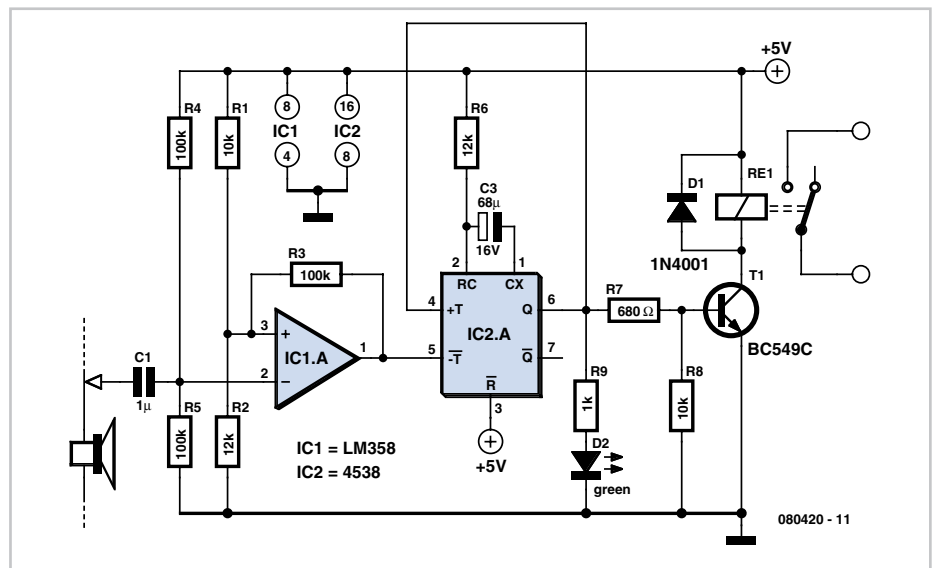 +5V
R4
100k
R1
10k
8
IC1
4
16
IC2
8
R6
12k
C3
68µ
16V
D1
RE1
1N4001
T1
BC549C
R3
100k
2
RC
1
CX
4
+T
5
-T
IC2.A
Q
6
Q
7
R
3
+5V
R7
680 Ω
3
+
IC1.A
1
2
−
C1
1µ
R5
100k
R2
12k
IC1 = LM358
IC2 = 4538
R9
1k
D2
green
R8
10k
080420 - 11